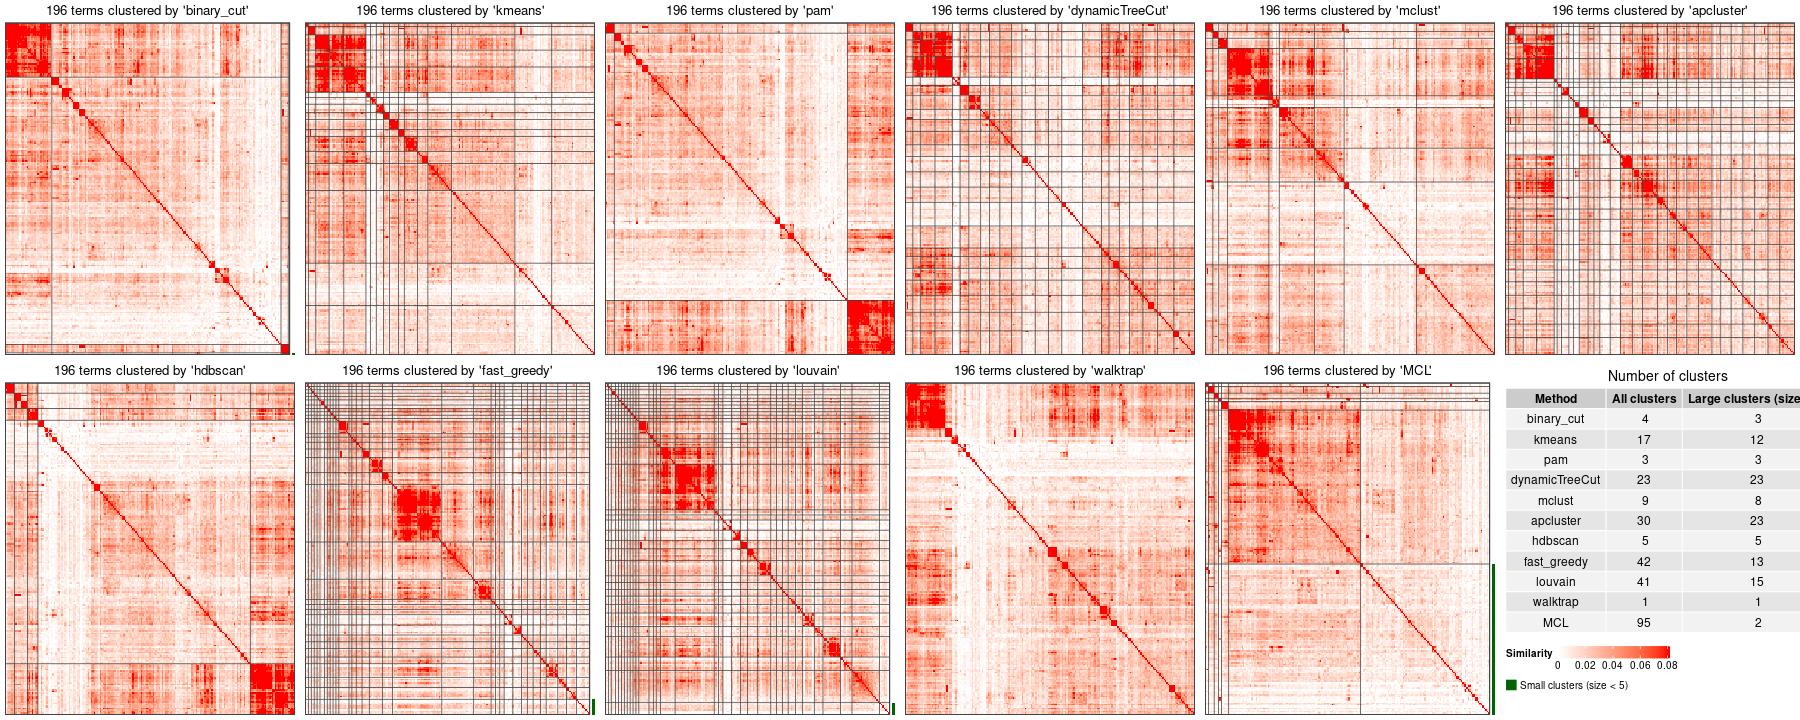 196 terms clustered by 'binary_cut'
196 terms clustered by 'kmeans'
196 terms clustered by 'pam'
196 terms clustered by 'dynamicTreeCut'
196 terms clustered by 'mclust'
196 terms clustered by 'apcluster'
196 terms clustered by 'hdbscan'
196 terms clustered by 'fast_greedy'
196 terms clustered by 'louvain'
196 terms clustered by 'walktrap'
196 terms clustered by 'MCL'
Number of clusters
Method All clusters Large clusters (size
binary_cut 4 3
kmeans 17 12
pam 3 3
dynamicTreeCut 23 23
mclust 9 8
apcluster 30 23
hdbscan 5 5
fast_greedy 42 13
louvain 41 15
walktrap 1 1
MCL 95 2
Similarity
0 0.02 0.04 0.06 0.08
Small clusters (size < 5)